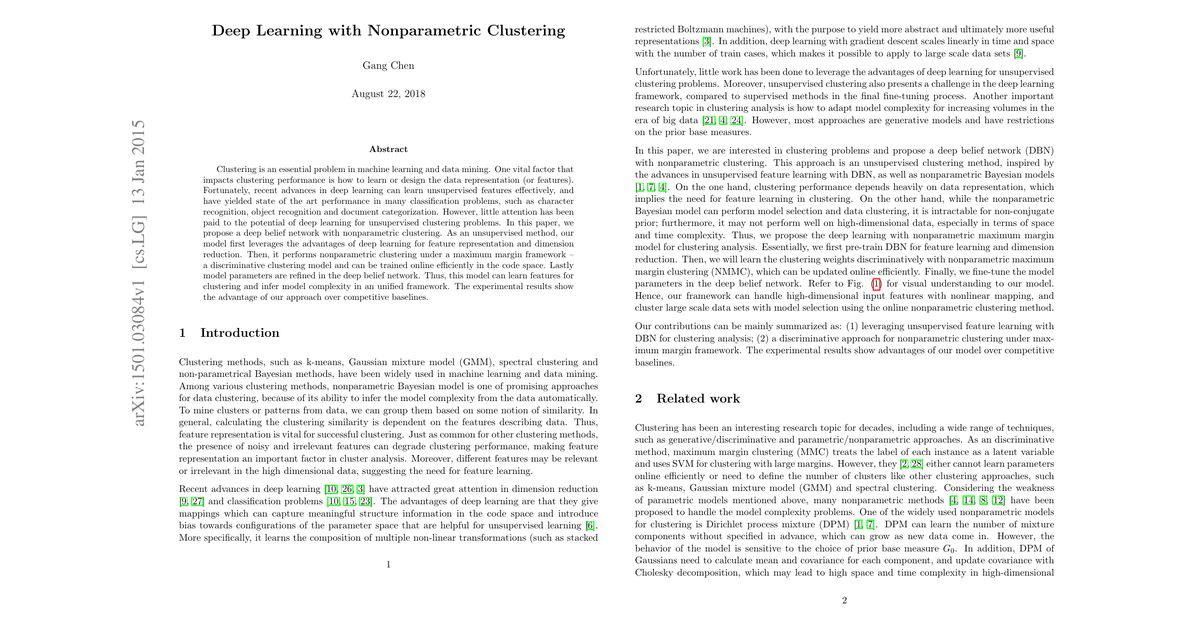 Deep Learning with Nonparametric Clustering
Gang Chen
August 22, 2018
Abstract
Clustering is an essential problem in machine learning and data mining. One vital factor that
impacts clustering performance is how to learn or design the data representation (or features).
Fortunately, recent advances in deep learning can learn unsupervised features effectively, and
have yielded state of the art performance in many classification problems, such as character
recognition, object recognition and document categorization. However, little attention has been
paid to the potential of deep learning for unsupervised clustering problems. In this paper, we
propose a deep belief network with nonparametric clustering. As an unsupervised method, our
model first leverages the advantages of deep learning for feature representation and dimension
reduction. Then, it performs nonparametric clustering under a maximum margin framework –
a discriminative clustering model and can be trained online efficiently in the code space. Lastly
model parameters are refined in the deep belief network. Thus, this model can learn features for
clustering and infer model complexity in an unified framework. The experimental results show
the advantage of our approach over competitive baselines.
1 Introduction
Clustering methods, such as k-means, Gaussian mixture model (GMM), spectral clustering and
non-parametrical Bayesian methods, have been widely used in machine learning and data mining.
Among various clustering methods, nonparametric Bayesian model is one of promising approaches
for data clustering, because of its ability to infer the model complexity from the data automatically.
To mine clusters or patterns from data, we can group them based on some notion of similarity. In
general, calculating the clustering similarity is dependent on the features describing data. Thus,
feature representation is vital for successful clustering. Just as common for other clustering methods,
the presence of noisy and irrelevant features can degrade clustering performance, making feature
representation an important factor in cluster analysis. Moreover, different features may be relevant
or irrelevant in the high dimensional data, suggesting the need for feature learning.
Recent advances in deep learning [10, 26, 3] have attracted great attention in dimension reduction
[9, 27] and classification problems [10, 15, 23]. The advantages of deep learning are that they give
mappings which can capture meaningful structure information in the code space and introduce
bias towards configurations of the parameter space that are helpful for unsupervised learning [6].
More specifically, it learns the composition of multiple non-linear transformations (such as stacked
1
arXiv:1501.03084v1 [cs.LG] 13 Jan 2015
restricted Boltzmann machines), with the purpose to yield more abstract and ultimately more useful
representations [3]. In addition, deep learning with gradient descent scales linearly in time and space
with the number of train cases, which makes it possible to apply to large scale data sets [9].
Unfortunately, little work has been done to leverage the advantages of deep learning for unsupervised
clustering problems. Moreover, unsupervised clustering also presents a challenge in the deep learning
framework, compared to supervised methods in the final fine-tuning process. Another important
research topic in clustering analysis is how to adapt model complexity for increasing volumes in the
era of big data [21, 4, 24]. However, most approaches are generative models and have restrictions
on the prior base measures.
In this paper, we are interested in clustering problems and propose a deep belief network (DBN)
with nonparametric clustering. This approach is an unsupervised clustering method, inspired by
the advances in unsupervised feature learning with DBN, as well as nonparametric Bayesian models
[1, 7, 4]. On the one hand, clustering performance depends heavily on data representation, which
implies the need for feature learning in clustering. On the other hand, while the nonparametric
Bayesian model can perform model selection and data clustering, it is intractable for non-conjugate
prior; furthermore, it may not perform well on high-dimensional data, especially in terms of space
and time complexity. Thus, we propose the deep learning with nonparametric maximum margin
model for clustering analysis. Essentially, we first pre-train DBN for feature learning and dimension
reduction. Then, we will learn the clustering weights discriminatively with nonparametric maximum
margin clustering (NMMC), which can be updated online efficiently. Finally, we fine-tune the model
parameters in the deep belief network. Refer to Fig. (1) for visual understanding to our model.
Hence, our framework can handle high-dimensional input features with nonlinear mapping, and
cluster large scale data sets with model selection using the online nonparametric clustering method.
Our contributions can be mainly summarized as: (1) leveraging unsupervised feature learning with
DBN for clustering analysis; (2) a discriminative approach for nonparametric clustering under max-
imum margin framework. The experimental results show advantages of our model over competitive
baselines.
2 Related work
Clustering has been an interesting research topic for decades, including a wide range of techniques,
such as generative/discriminative and parametric/nonparametric approaches. As an discriminative
method, maximum margin clustering (MMC) treats the label of each instance as a latent variable
and uses SVM for clustering with large margins. However, they [2, 28] either cannot learn parameters
online efficiently or need to define the number of clusters like other clustering approaches, such
as k-means, Gaussian mixture model (GMM) and spectral clustering. Considering the weakness
of parametric models mentioned above, many nonparametric methods [4, 14, 8, 12] have been
proposed to handle the model complexity problems. One of the widely used nonparametric models
for clustering is Dirichlet process mixture (DPM) [1, 7]. DPM can learn the number of mixture
components without specified in advance, which can grow as new data come in. However, the
behavior of the model is sensitive to the choice of prior base measure G₀. In addition, DPM of
Gaussians need to calculate mean and covariance for each component, and update covariance with
Cholesky decomposition, which may lead to high space and time complexity in high-dimensional
2